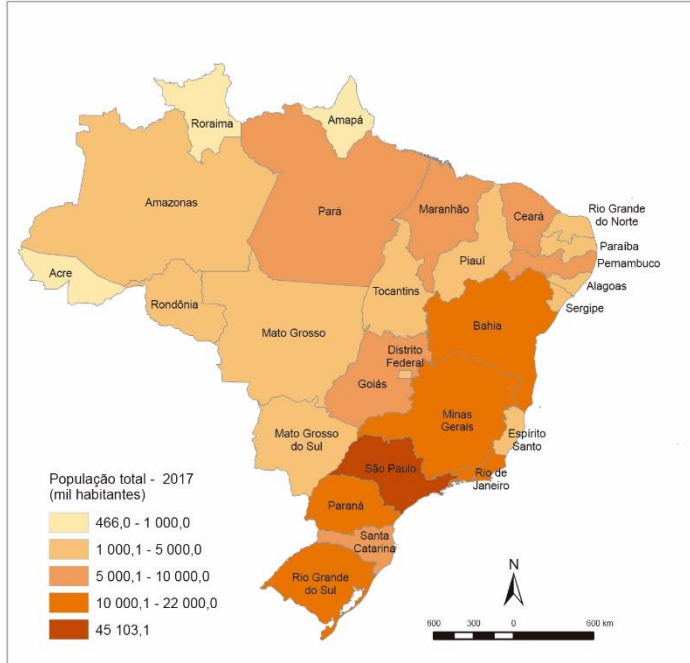 Roraima
Amapá
Amazonas
Pará
Maranhão
Ceará
Rio Grande
do Norte
Paraíba
Pernambuco
Alagoas
Sergipe
Piauí
Acre
Rondônia
Tocantins
Mato Grosso
Bahia
Distrito
Federal
Goiás
Minas
Gerais
Mato Grosso
do Sul
Espírito
Santo
São Paulo
Rio de
Janeiro
Paraná
Santa
Catarina
Rio Grande
do Sul
População total - 2017
(mil habitantes)
466,0 - 1 000,0
1 000,1 - 5 000,0
5 000,1 - 10 000,0
10 000,1 - 22 000,0
45 103,1
N
600 300 0 600 km